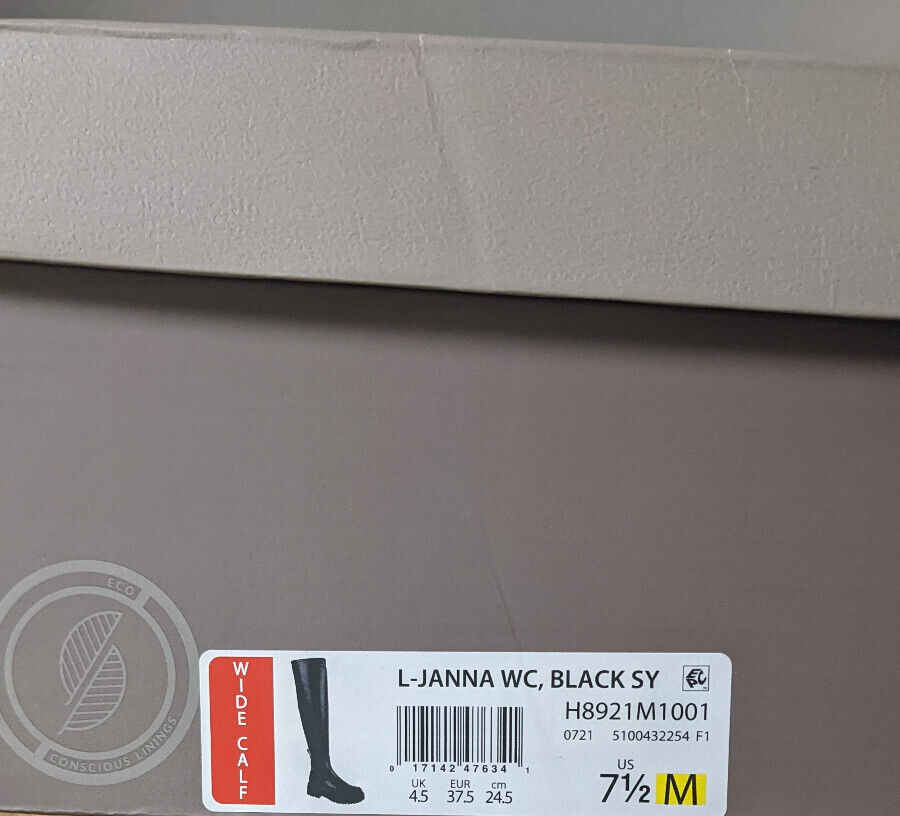 ECO
CONSCIOUS LININGS
WIDE CALF
L-JANNA WC, BLACK SY
H8921M1001
0721 5100432254 F1
0 17142 47634 1
UK EUR cm
4.5 37.5 24.5
US
7½ M